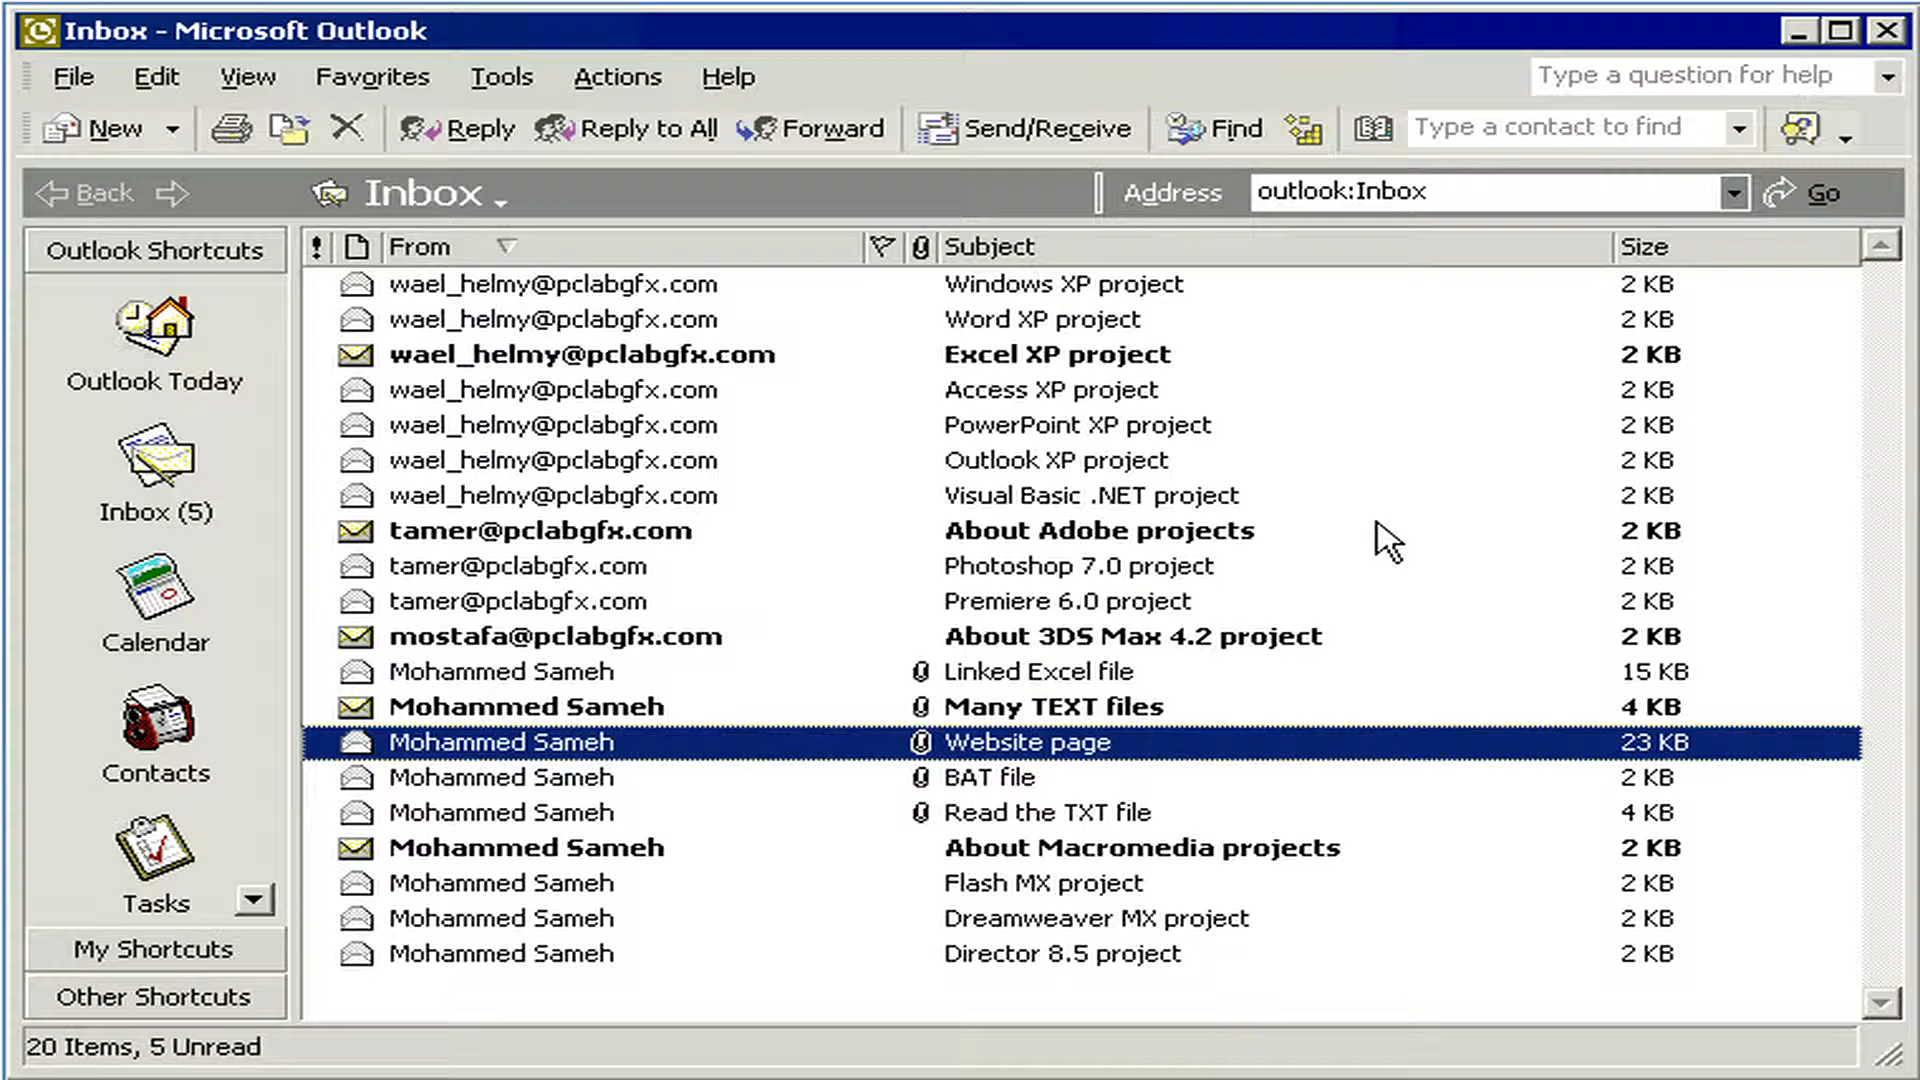 Inbox - Microsoft Outlook
File Edit View Favorites Tools Actions Help Type a question for help
New Reply Reply to All Forward Send/Receive Find Type a contact to find
Back Inbox Address outlook:Inbox Go
Outlook Shortcuts
Outlook Today
Inbox (5)
Calendar
Contacts
Tasks
My Shortcuts
Other Shortcuts
! From Subject Size
wael_helmy@pclabgfx.com Windows XP project 2 KB
wael_helmy@pclabgfx.com Word XP project 2 KB
wael_helmy@pclabgfx.com Excel XP project 2 KB
wael_helmy@pclabgfx.com Access XP project 2 KB
wael_helmy@pclabgfx.com PowerPoint XP project 2 KB
wael_helmy@pclabgfx.com Outlook XP project 2 KB
wael_helmy@pclabgfx.com Visual Basic .NET project 2 KB
tamer@pclabgfx.com About Adobe projects 2 KB
tamer@pclabgfx.com Photoshop 7.0 project 2 KB
tamer@pclabgfx.com Premiere 6.0 project 2 KB
mostafa@pclabgfx.com About 3DS Max 4.2 project 2 KB
Mohammed Sameh Linked Excel file 15 KB
Mohammed Sameh Many TEXT files 4 KB
Mohammed Sameh Website page 23 KB
Mohammed Sameh BAT file 2 KB
Mohammed Sameh Read the TXT file 4 KB
Mohammed Sameh About Macromedia projects 2 KB
Mohammed Sameh Flash MX project 2 KB
Mohammed Sameh Dreamweaver MX project 2 KB
Mohammed Sameh Director 8.5 project 2 KB
20 Items, 5 Unread